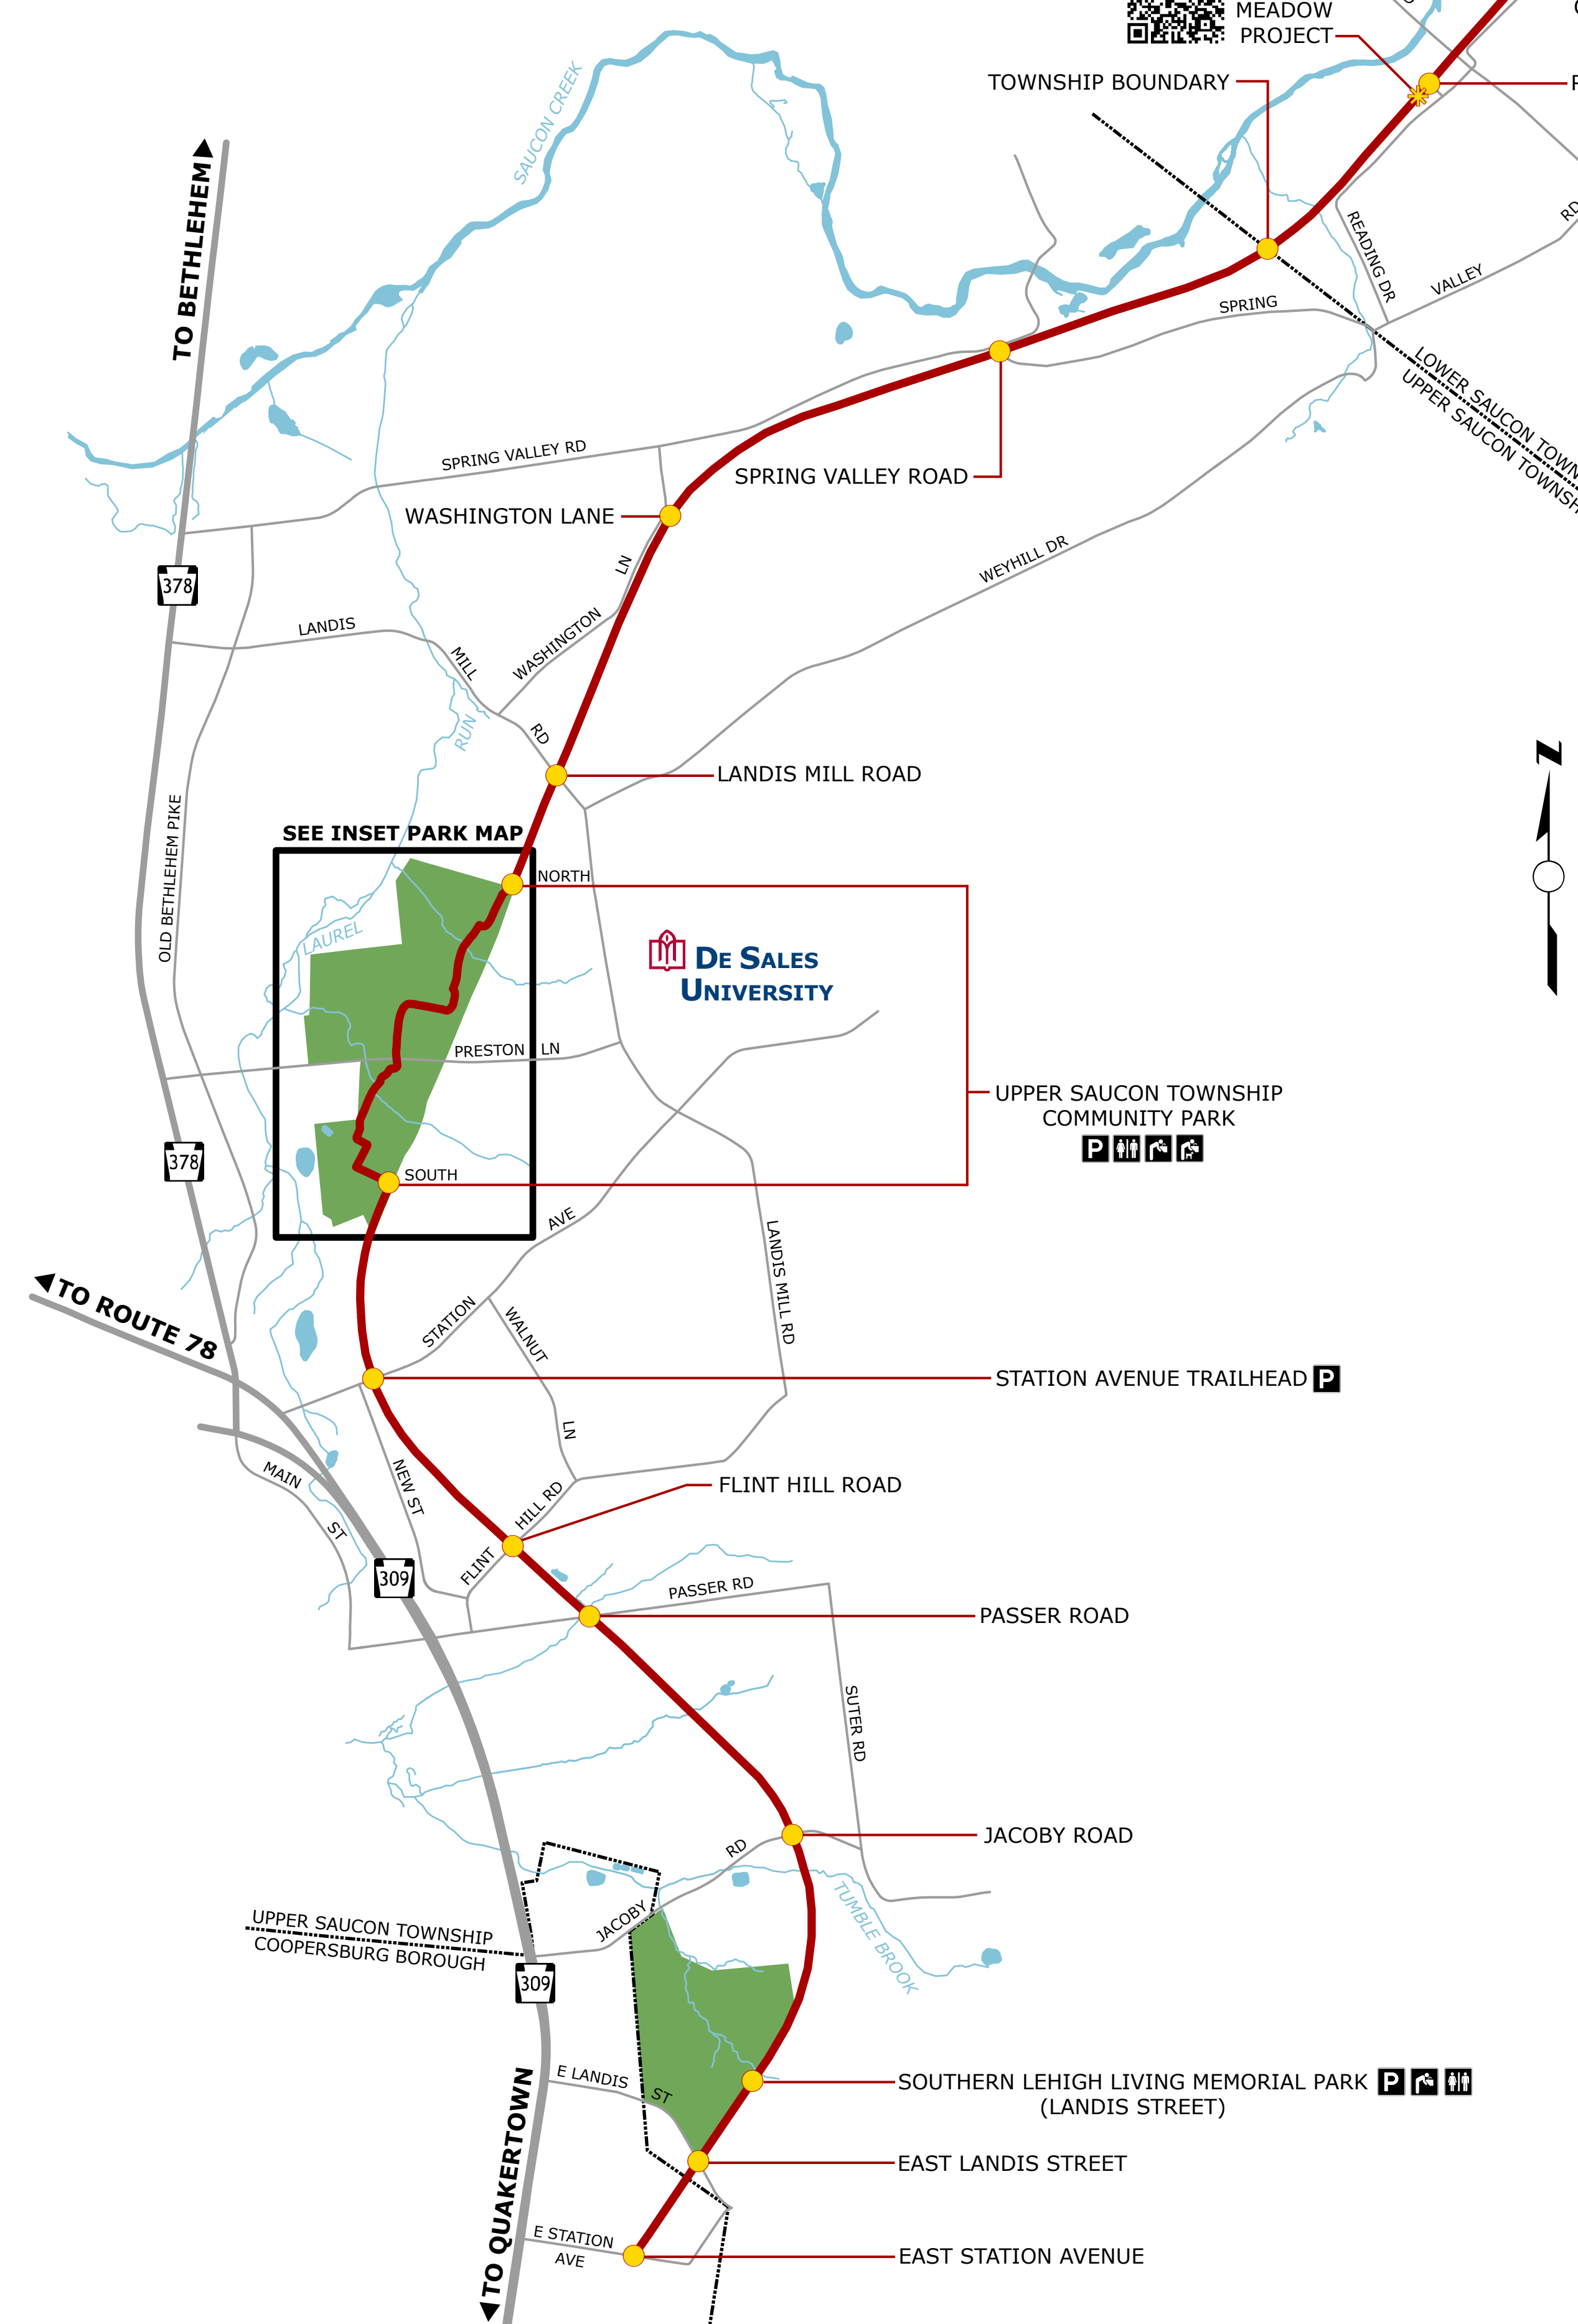 MEADOW
PROJECT
TOWNSHIP BOUNDARY
SAUCON CREEK
TO BETHLEHEM
READING DR
VALLEY
RD
SPRING
LOWER SAUCON
UPPER SAUCON
SPRING VALLEY RD
SPRING VALLEY ROAD
WASHINGTON LANE
LN
WEYHILL DR
378
LANDIS
MILL
WASHINGTON
RUN
RD
LANDIS MILL ROAD
OLD BETHLEHEM PIKE
SEE INSET PARK MAP
NORTH
LAUREL
DE SALES
UNIVERSITY
PRESTON LN
UPPER SAUCON TOWNSHIP
COMMUNITY PARK
P
378
SOUTH
AVE
LANDIS MILL RD
TO ROUTE 78
STATION
WALNUT
STATION AVENUE TRAILHEAD P
LN
MAIN
NEW ST
HILL RD
FLINT HILL ROAD
ST
309
FLINT
PASSER RD
PASSER ROAD
SUTER RD
JACOBY ROAD
RD
TUMBLE BROOK
UPPER SAUCON TOWNSHIP
COOPERSBURG BOROUGH
JACOBY
309
E LANDIS
ST
SOUTHERN LEHIGH LIVING MEMORIAL PARK P
(LANDIS STREET)
EAST LANDIS STREET
TO QUAKERTOWN
E STATION
AVE
EAST STATION AVENUE
N